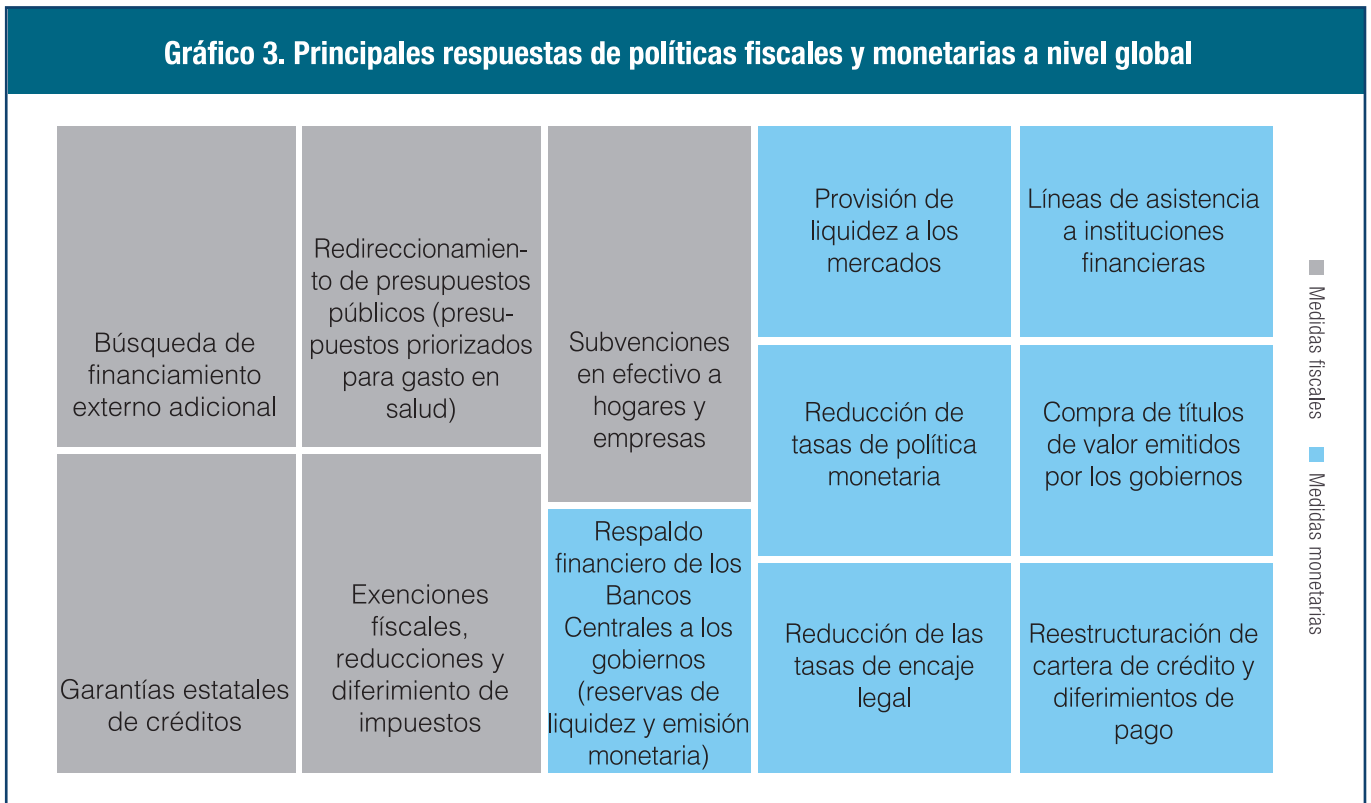 Gráfico 3. Principales respuestas de políticas fiscales y monetarias a nivel global
Búsqueda de
financiamiento
externo adicional
Garantías estatales
de créditos
Redireccionamien-
to de presupuestos
públicos (presu-
puestos priorizados
para gasto en
salud)
Exenciones
físcales,
reducciones y
diferimiento de
impuestos
Subvenciones
en efectivo a
hogares y
empresas
Respaldo
financiero de los
Bancos
Centrales a los
gobiernos
(reservas de
liquidez y emisión
monetaria)
Provisión de
liquidez a los
mercados
Reducción de
tasas de política
monetaria
Reducción de las
tasas de encaje
legal
Líneas de asistencia
a instituciones
financieras
Compra de títulos
de valor emitidos
por los gobiernos
Reestructuración de
cartera de crédito y
diferimientos de
pago
Medidas fiscales
Medidas monetarias